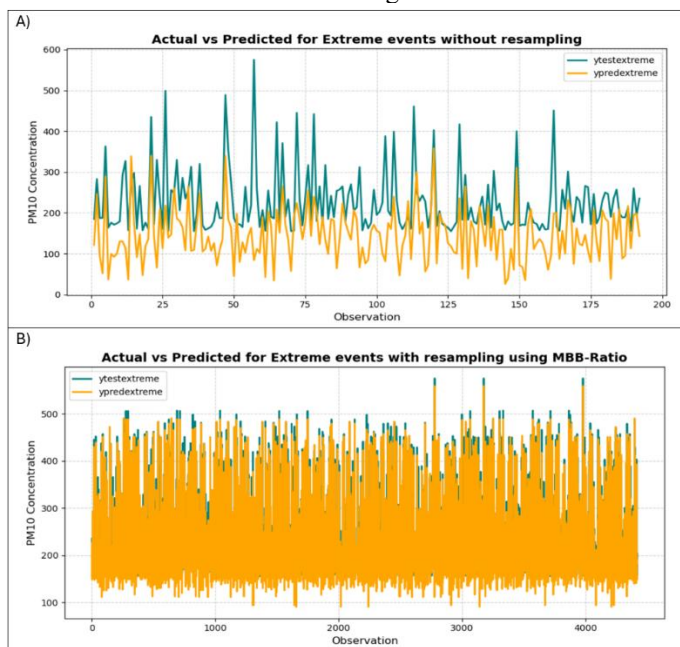 A)
Actual vs Predicted for Extreme events without resampling
600
500
400
300
200
100
0
PM10 Concentration
ytestextreme
ypredextreme
0 25 50 75 100 125 150 175 200
Observation
B)
Actual vs Predicted for Extreme events with resampling using MBB-Ratio
500
400
300
200
100
PM10 Concentration
ytestextreme
ypredextreme
0 1000 2000 3000 4000
Observation